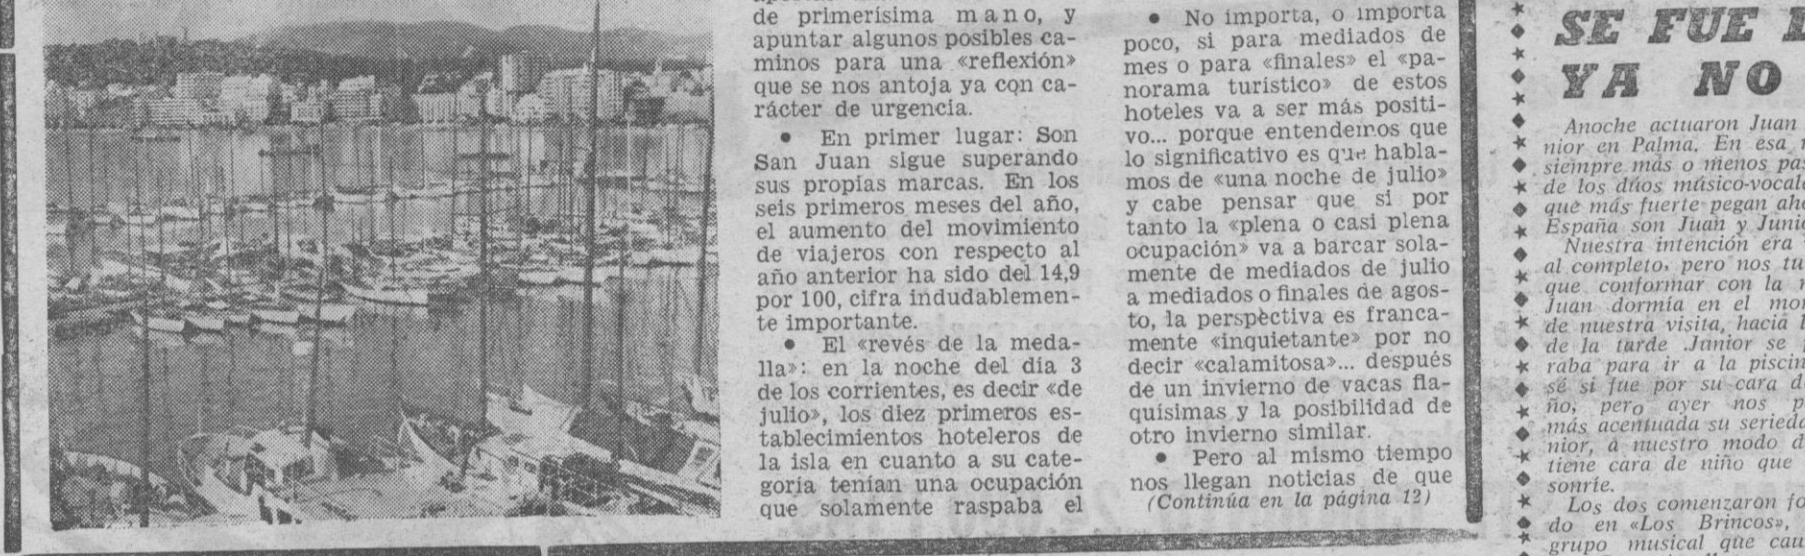 de primerísima mano, y
apuntar algunos posibles ca-
minos para una «reflexión»
que se nos antoja ya con ca-
rácter de urgencia.
• En primer lugar: Son
San Juan sigue superando
sus propias marcas. En los
seis primeros meses del año,
el aumento del movimiento
de viajeros con respecto al
año anterior ha sido del 14,9
por 100, cifra indudablemen-
te importante.
• El «revés de la meda-
lla»: en la noche del día 3
de los corrientes, es decir «de
julio», los diez primeros es-
tablecimientos hoteleros de
la isla en cuanto a su cate-
goría tenían una ocupación
que solamente raspaba el
• No importa, o importa
poco, si para mediados de
mes o para «finales» el «pa-
norama turístico» de estos
hoteles va a ser más positi-
vo... porque entendemos que
lo significativo es que habla-
mos de «una noche de julio»
y cabe pensar que si por
tanto la «plena o casi plena
ocupación» va a barcar sola-
mente de mediados de julio
a mediados o finales de agos-
to, la perspectiva es franca-
mente «inquietante» por no
decir «calamitosa»... después
de un invierno de vacas fla-
quísimas y la posibilidad de
otro invierno similar.
• Pero al mismo tiempo
nos llegan noticias de que
(Continúa en la página 12)
SE FUE
YA NO
Anoche actuaron Juan
nior en Palma. En esa
siempre más o menos
de los dúos músico-vocal
que más fuerte pegan
España son Juan y Juni
Nuestra intención era
al completo, pero nos
que conformar con la
Juan dormía en el
de nuestra visita, hacia
de la tarde Junior se
raba para ir a la piscin
sé si fue por su cara
ño, pero ayer nos
más acentuada su serieda
nior, a nuestro modo
tiene cara de niño que
sonríe.
Los dos comenzaron
do en «Los Brincos»,
grupo musical que